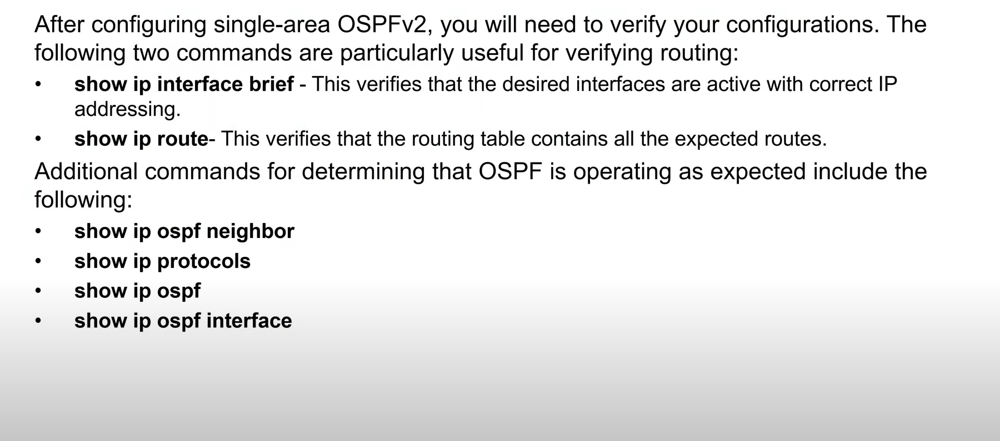 After configuring single-area OSPFv2, you will need to verify your configurations. The
following two commands are particularly useful for verifying routing:
• show ip interface brief - This verifies that the desired interfaces are active with correct IP
addressing.
• show ip route- This verifies that the routing table contains all the expected routes.
Additional commands for determining that OSPF is operating as expected include the
following:
• show ip ospf neighbor
• show ip protocols
• show ip ospf
• show ip ospf interface